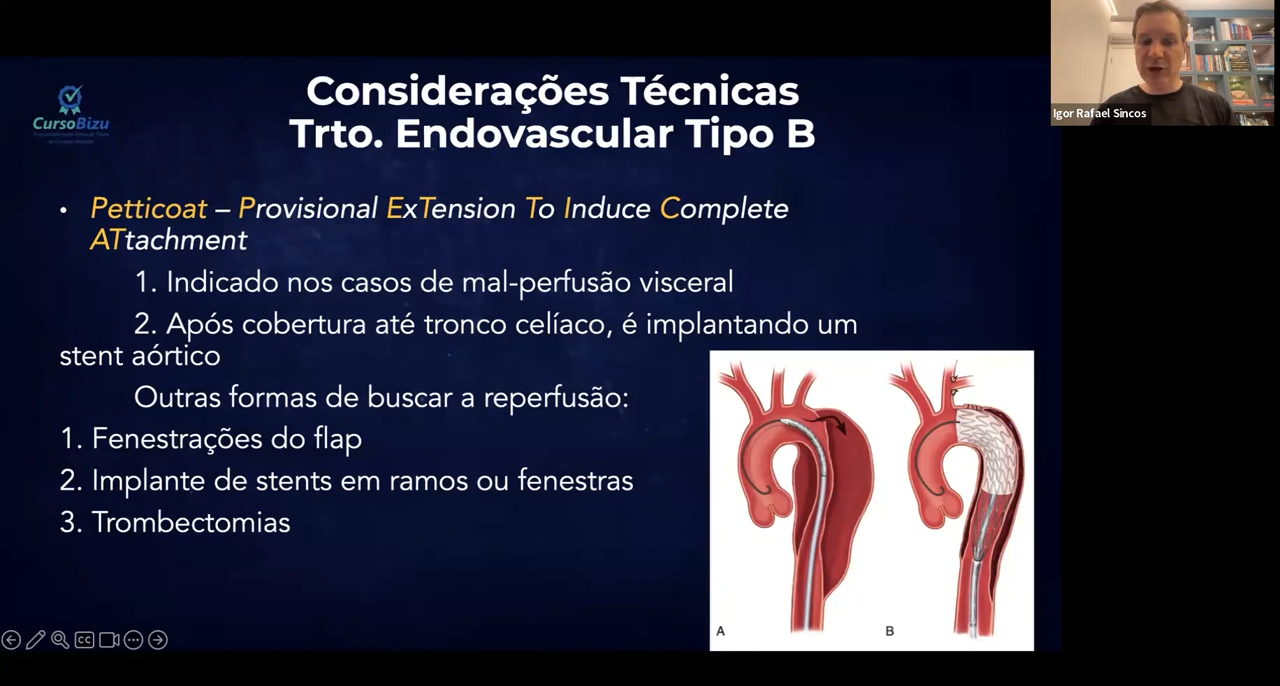 Igor Rafael Sincos
CursoBizu
Considerações Técnicas
Trto. Endovascular Tipo B
• Petticoat – Provisional ExTension To Induce Complete
ATtachment
1. Indicado nos casos de mal-perfusão visceral
2. Após cobertura até tronco celíaco, é implantando um
stent aórtico
Outras formas de buscar a reperfusão:
1. Fenestrações do flap
2. Implante de stents em ramos ou fenestras
3. Trombectomias
A
B
CC